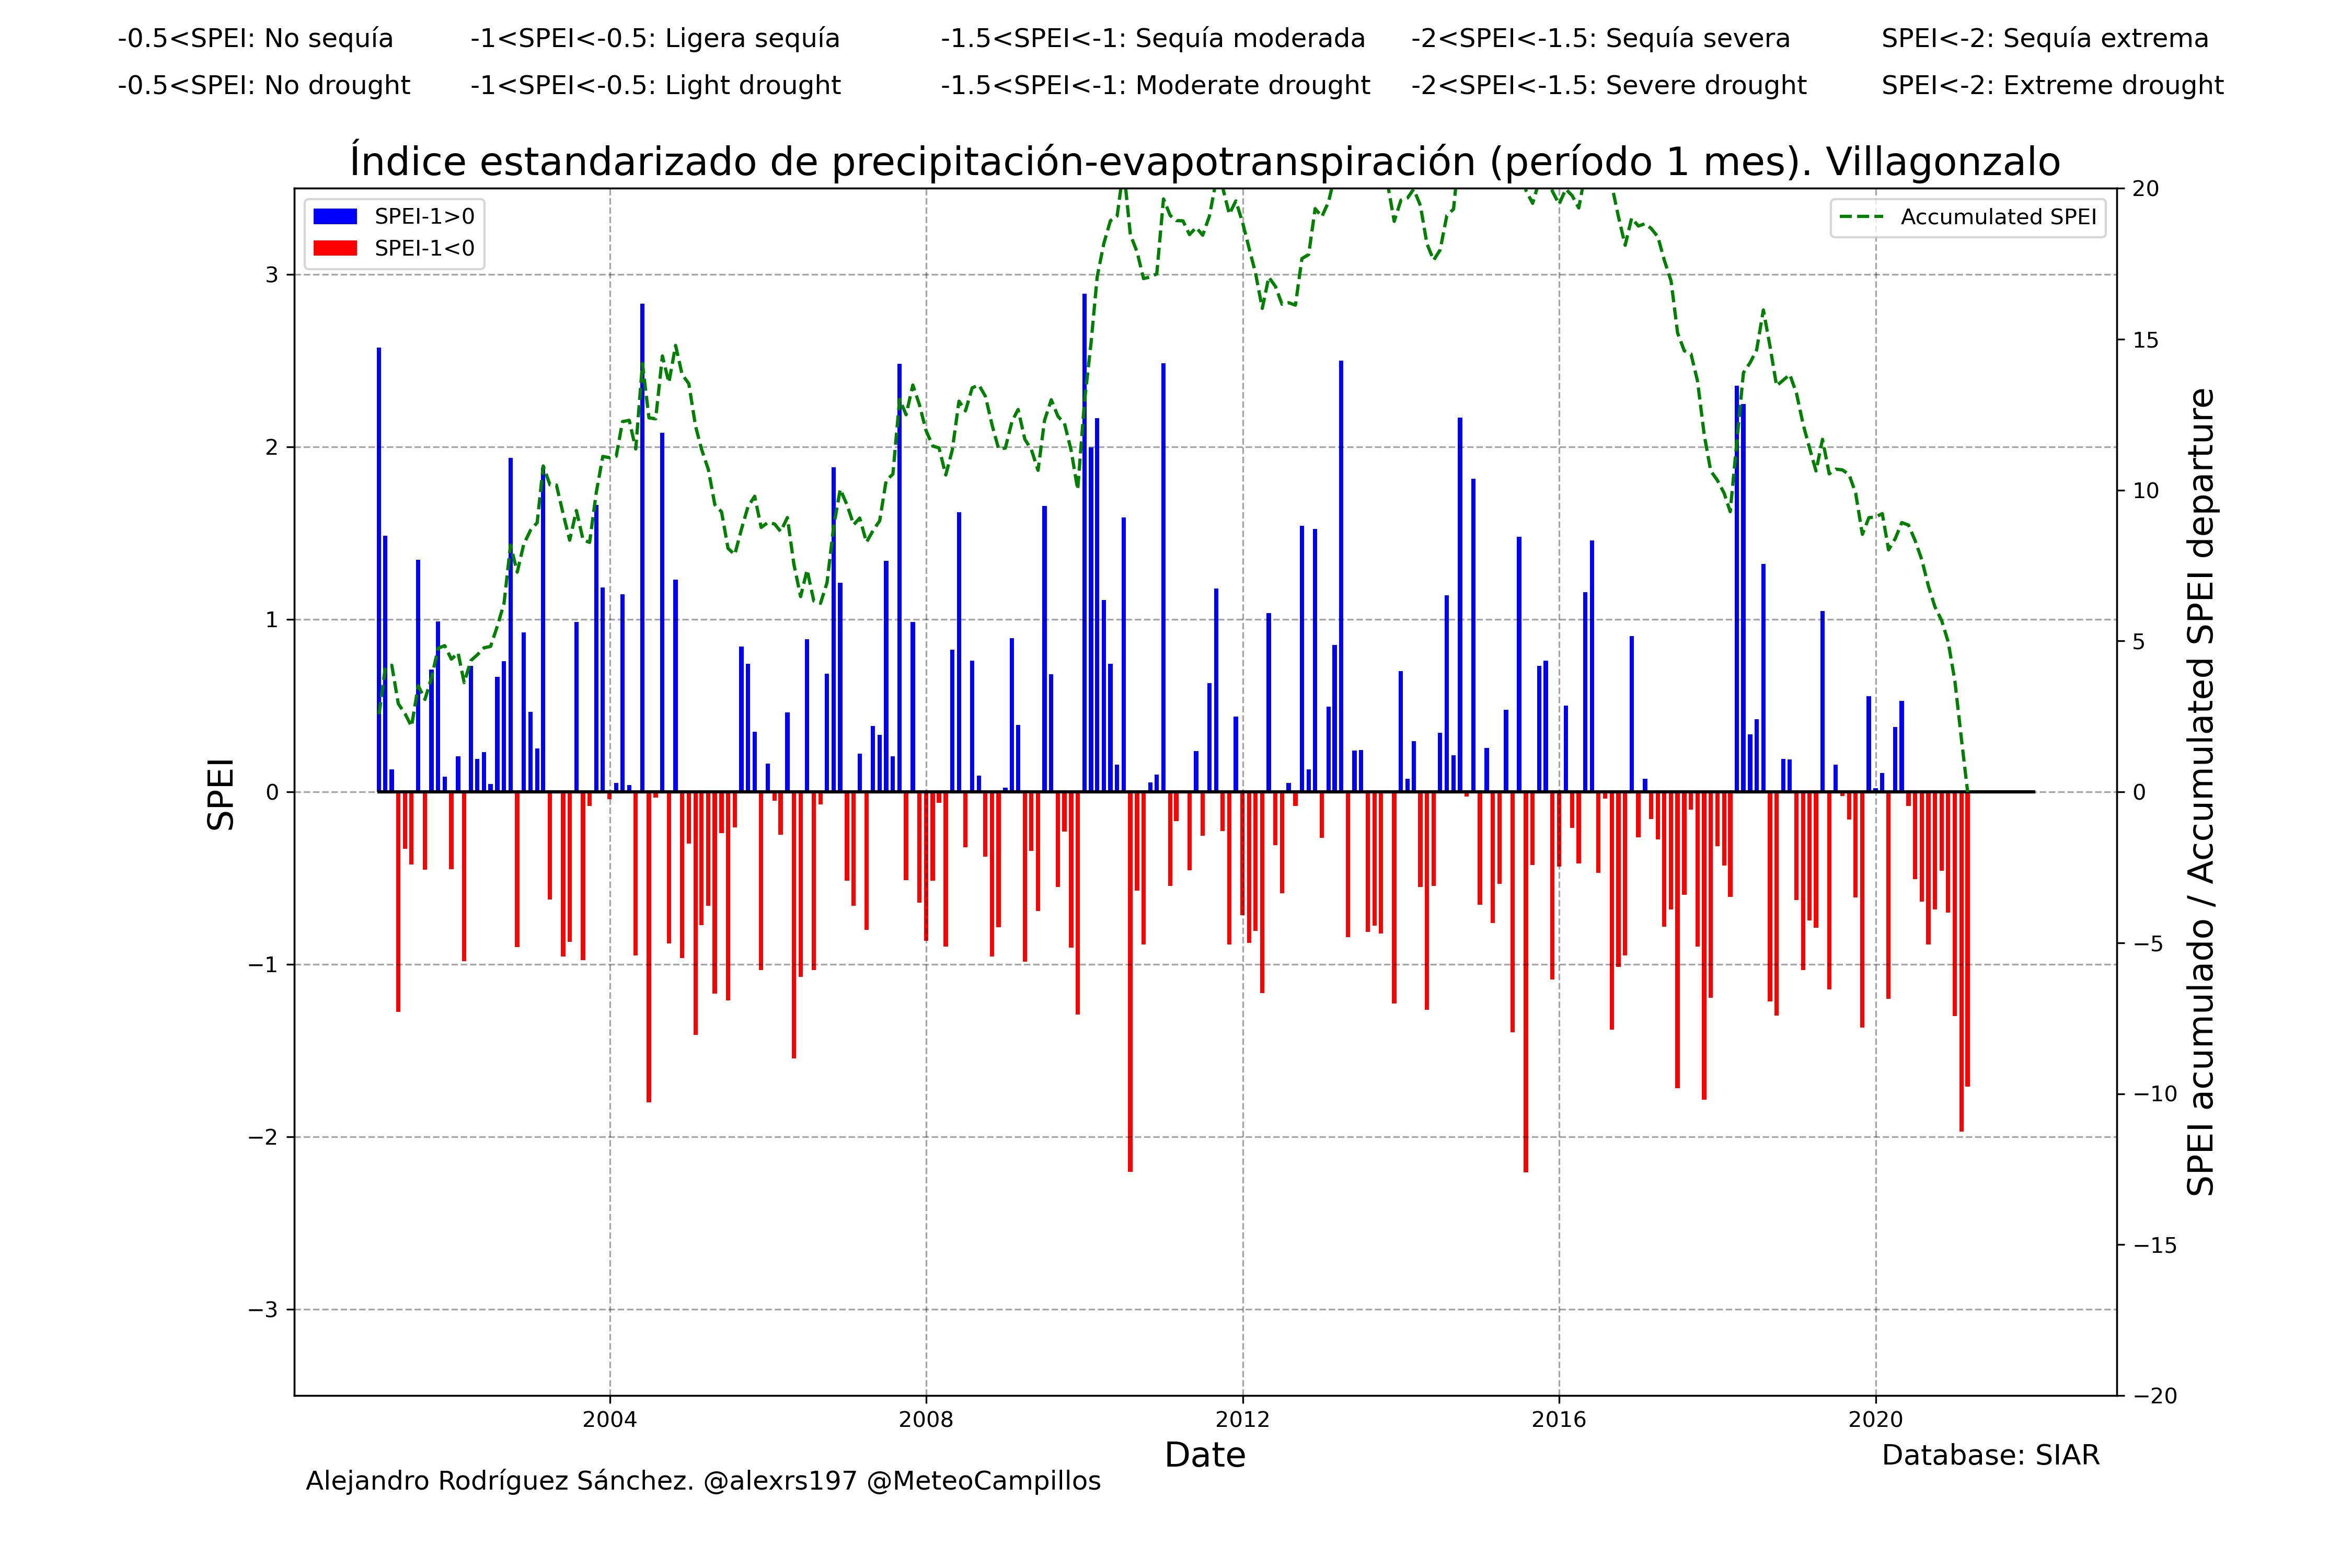 -0.5<SPEI: No sequía -1<SPEI<-0.5: Ligera sequía -1.5<SPEI<-1: Sequía moderada -2<SPEI<-1.5: Sequía severa SPEI<-2: Sequía extrema
-0.5<SPEI: No drought -1<SPEI<-0.5: Light drought -1.5<SPEI<-1: Moderate drought -2<SPEI<-1.5: Severe drought SPEI<-2: Extreme drought
Índice estandarizado de precipitación-evapotranspiración (período 1 mes). Villagonzalo
SPEI-1>0
SPEI-1<0
Accumulated SPEI
SPEI
3
2
1
0
−1
−2
−3
20
15
10
5
0
−5
−10
−15
−20
SPEI acumulado / Accumulated SPEI departure
2004 2008 2012 2016 2020
Date
Database: SIAR
Alejandro Rodríguez Sánchez. @alexrs197 @MeteoCampillos